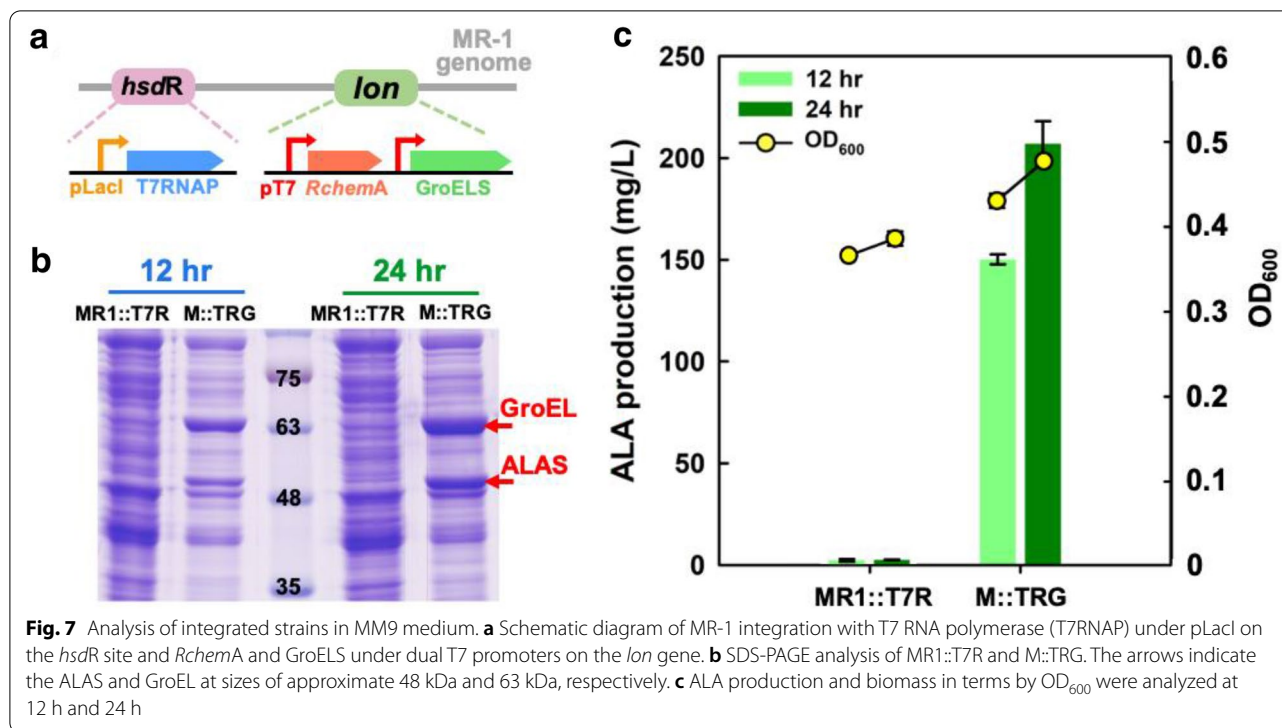 a
MR-1
genome
hsdR
lon
pLacI T7RNAP
pT7 RchemA GroELS
b
12 hr 24 hr
MR1::T7R M::TRG MR1::T7R M::TRG
75
63
48
35
GroEL
ALAS
c
ALA production (mg/L)
250
200
150
100
50
0
12 hr
24 hr
OD600
MR1::T7R M::TRG
0.6
0.5
0.4
0.3
0.2
0.1
0
OD600
Fig. 7 Analysis of integrated strains in MM9 medium. a Schematic diagram of MR-1 integration with T7 RNA polymerase (T7RNAP) under pLacI on
the hsdR site and RchemA and GroELS under dual T7 promoters on the lon gene. b SDS-PAGE analysis of MR1::T7R and M::TRG. The arrows indicate
the ALAS and GroEL at sizes of approximate 48 kDa and 63 kDa, respectively. c ALA production and biomass in terms by OD600 were analyzed at
12 h and 24 h